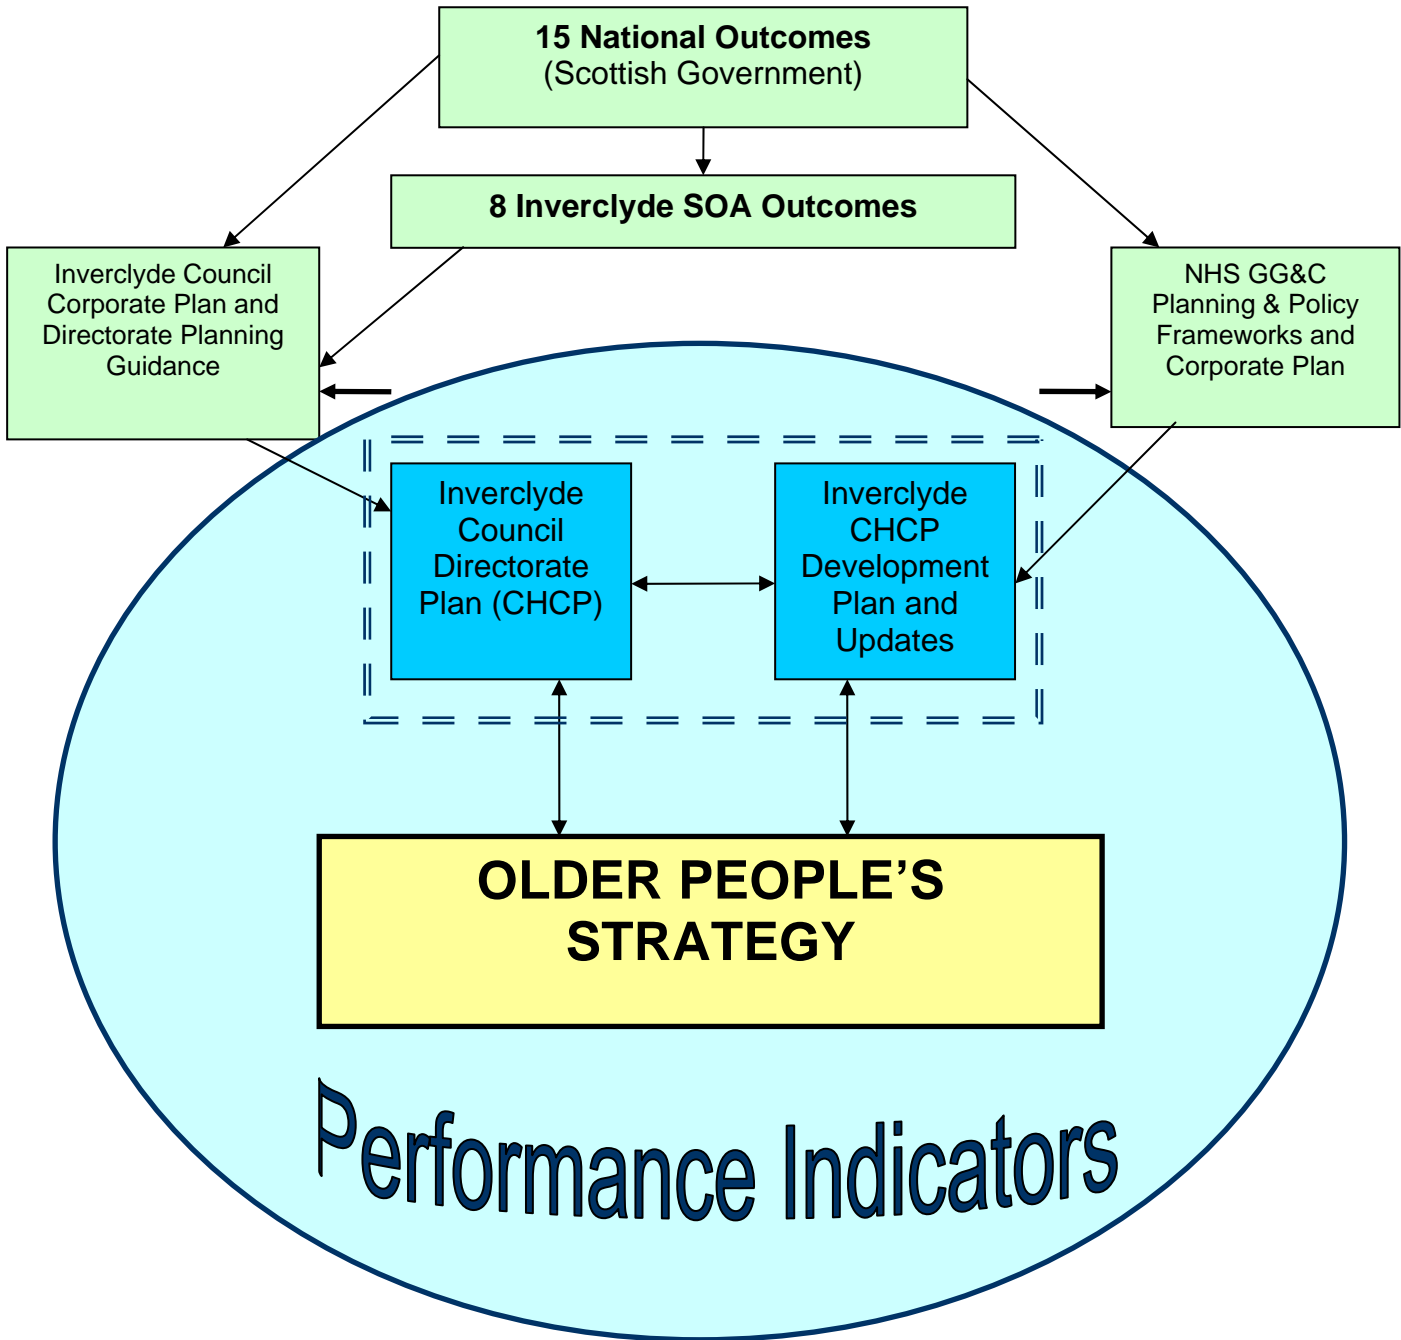 15 National Outcomes
(Scottish Government)
8 Inverclyde SOA Outcomes
Inverclyde Council
Corporate Plan and
Directorate Planning
Guidance
NHS GG&C
Planning & Policy
Frameworks and
Corporate Plan
Inverclyde
Council
Directorate
Plan (CHCP)
Inverclyde
CHCP
Development
Plan and
Updates
OLDER PEOPLE’S
STRATEGY
Performance Indicators